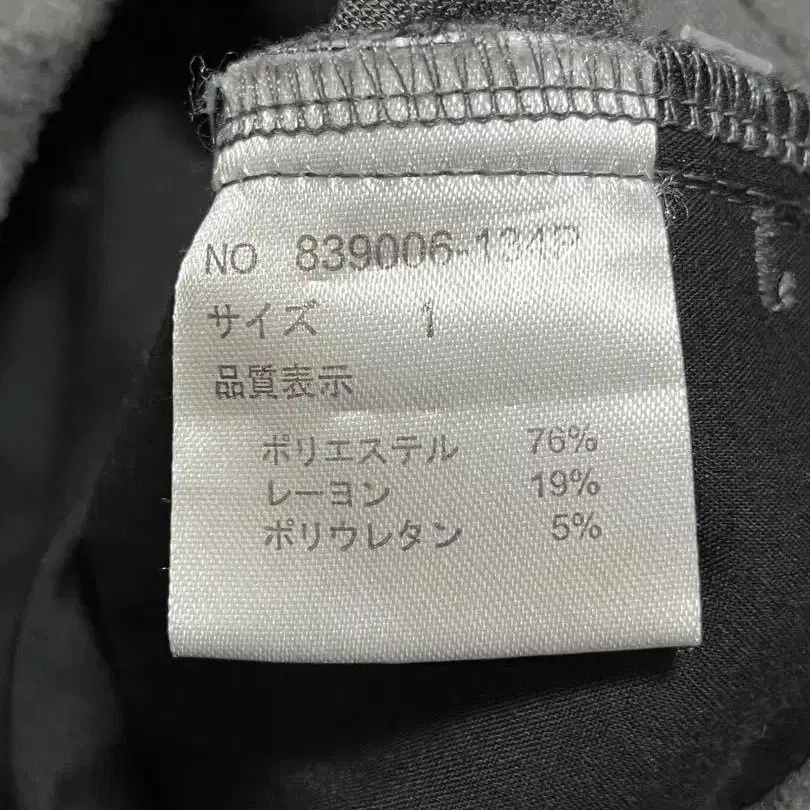 NO 839006-134P
サイズ 1
品質表示
ポリエステル 76%
レーヨン 19%
ポリウレタン 5%